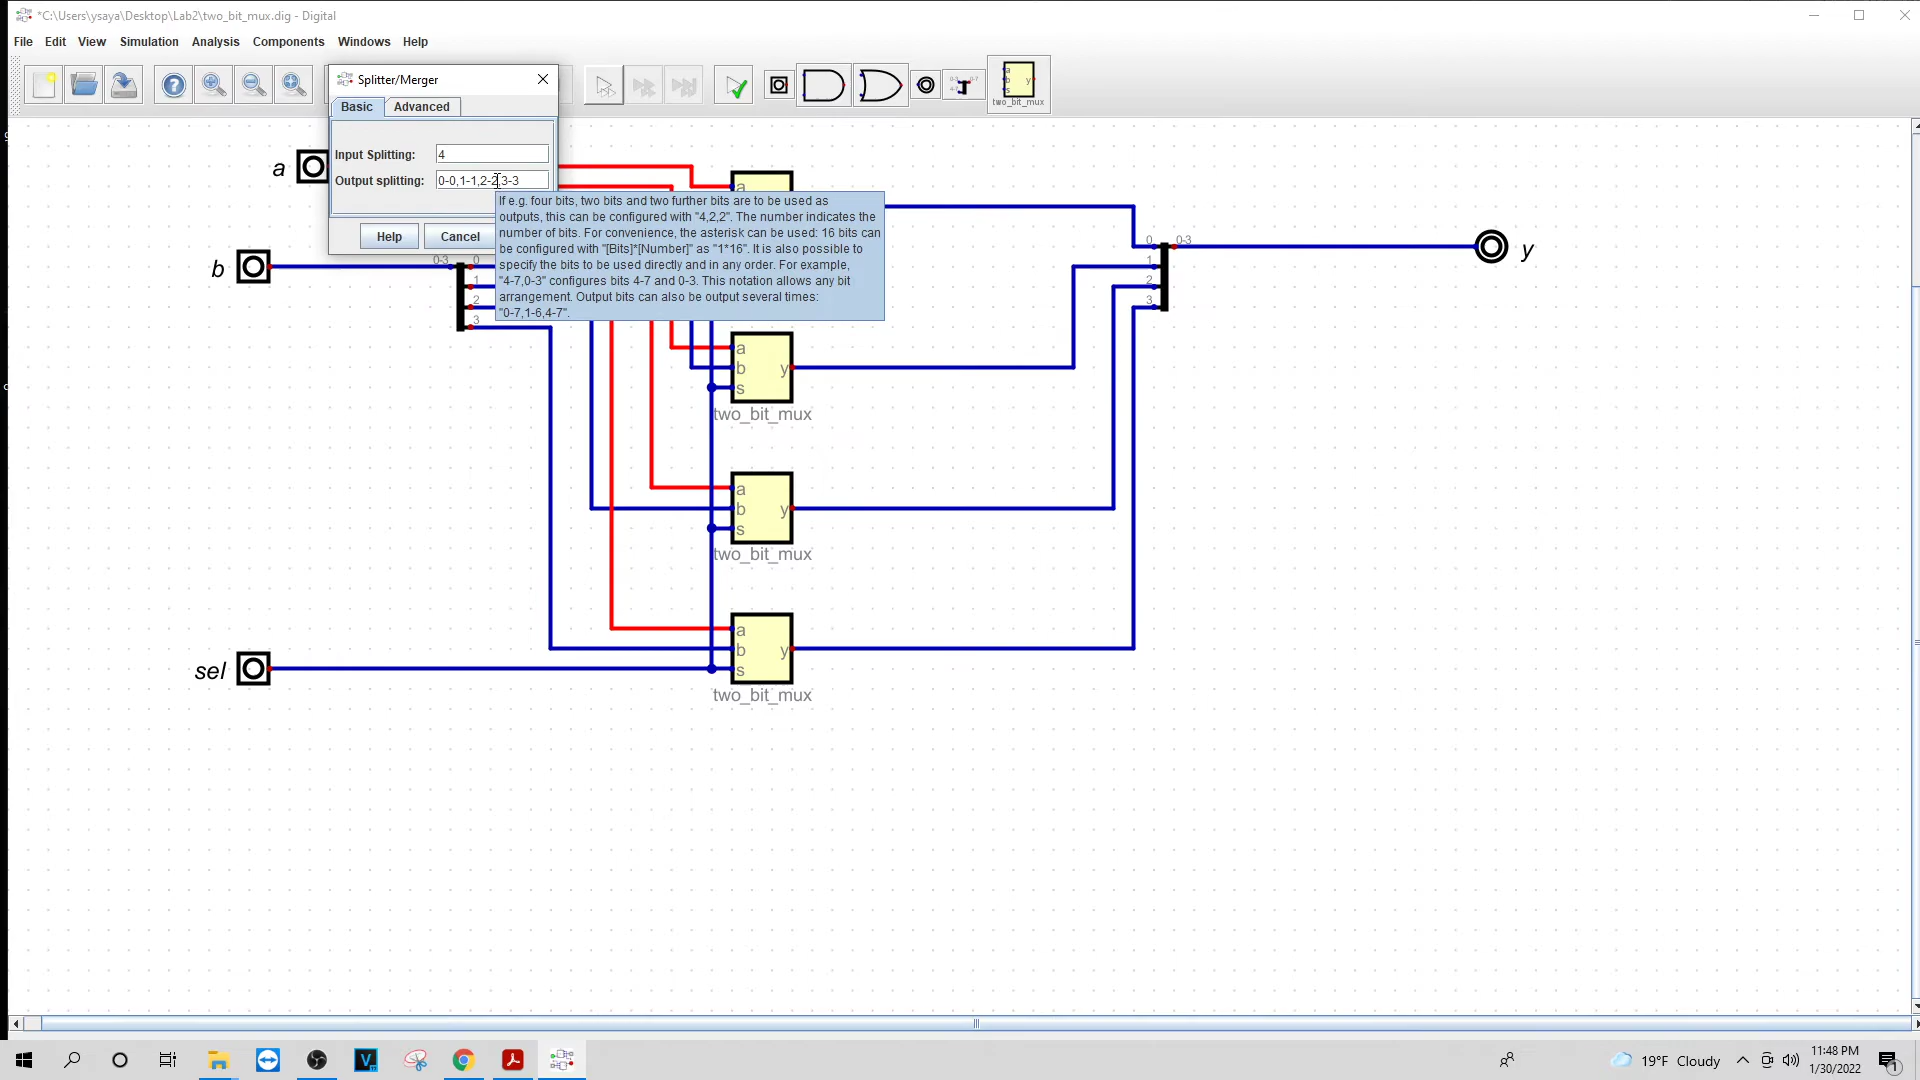 *C:\Users\ysaya\Desktop\Lab2\two_bit_mux.dig - Digital
File Edit View Simulation Analysis Components Windows Help
two_bit_mux
Splitter/Merger
Basic Advanced
Input Splitting: 4
Output splitting: 0-0,1-1,2-2,3-3
Help Cancel
If e.g. four bits, two bits and two further bits are to be used as
outputs, this can be configured with "4,2,2". The number indicates the
number of bits. For convenience, the asterisk can be used: 16 bits can
be configured with "[Bits]*[Number]" as "1*16". It is also possible to
specify the bits to be used directly and in any order. For example,
"4-7,0-3" configures bits 4-7 and 0-3. This notation allows any bit
arrangement. Output bits can also be output several times:
"0-7,1-6,4-7".
a
b
sel
y
0-3 0
1
2
3
0 0-3
1
2
3
a
a
b y
s
two_bit_mux
a
b y
s
two_bit_mux
a
b y
s
two_bit_mux
19°F Cloudy
11:48 PM
1/30/2022